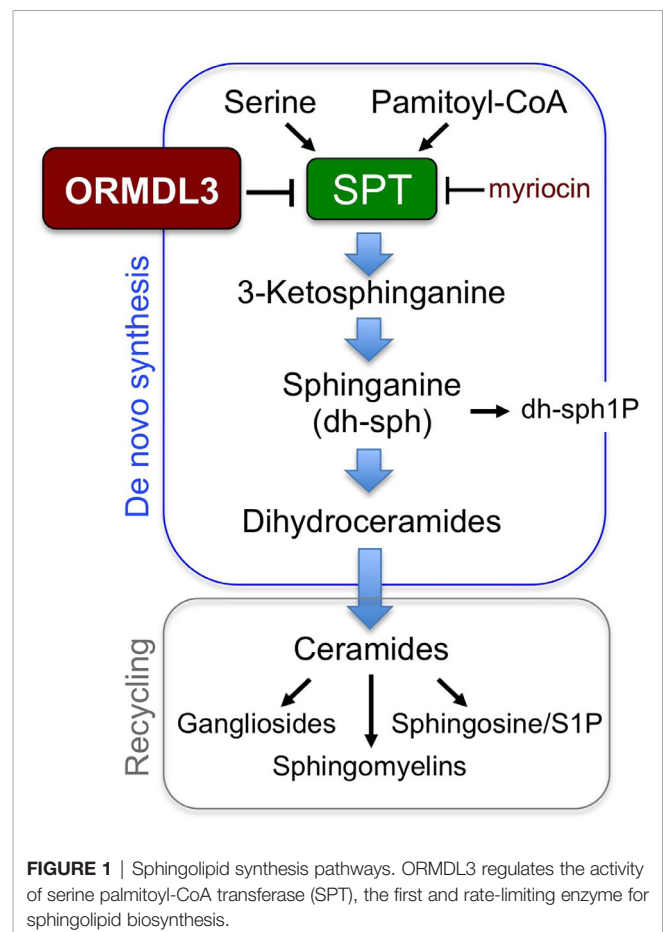 Serine
Pamitoyl-CoA
ORMDL3
SPT
myriocin
3-Ketosphinganine
Sphinganine
(dh-sph)
dh-sph1P
Dihydroceramides
De novo synthesis
Ceramides
Gangliosides
Sphingosine/S1P
Sphingomyelins
Recycling
FIGURE 1 | Sphingolipid synthesis pathways. ORMDL3 regulates the activity
of serine palmitoyl-CoA transferase (SPT), the first and rate-limiting enzyme for
sphingolipid biosynthesis.